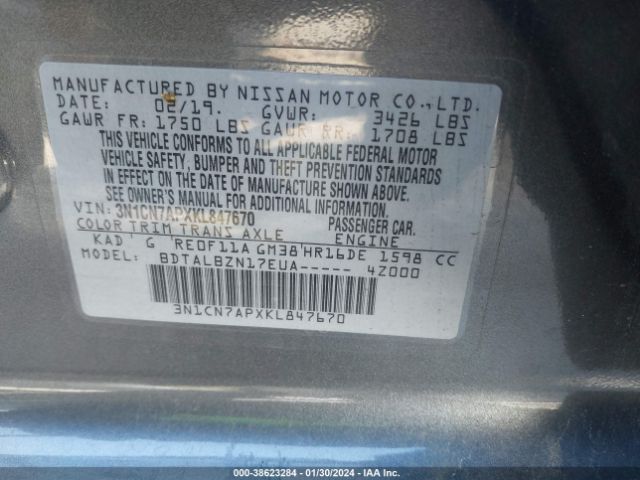 MANUFACTURED BY NISSAN MOTOR CO.,LTD.
DATE: 02/19. GVWR: 3426 LBS
GAWR FR: 1750 LBS GAWR RR: 1708 LBS
THIS VEHICLE CONFORMS TO ALL APPLICABLE FEDERAL MOTOR
VEHICLE SAFETY, BUMPER AND THEFT PREVENTION STANDARDS
IN EFFECT ON THE DATE OF MANUFACTURE SHOWN ABOVE.
SEE OWNER'S MANUAL FOR ADDITIONAL INFORMATION.
VIN: 3N1CN7APXKL847670 PASSENGER CAR.
COLOR TRIM TRANS AXLE ENGINE
KAD G RE0F11A GM38 HR16DE 1598 CC
MODEL: BDTALBZN17EUA----- 4Z000
3N1CN7APXKL847670
000-38623284 - 01/30/2024 - IAA Inc.